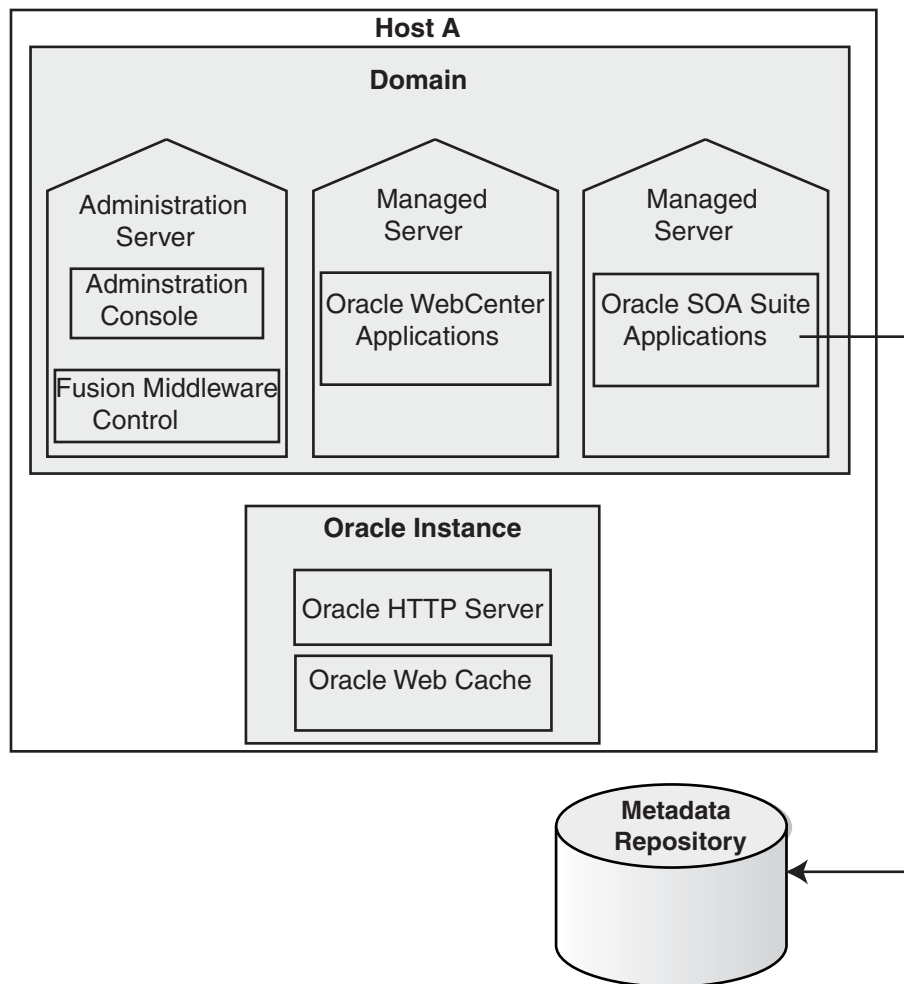 Host A
Domain
Administration
Server
Adminstration
Console
Fusion Middleware
Control
Managed
Server
Oracle WebCenter
Applications
Managed
Server
Oracle SOA Suite
Applications
Oracle Instance
Oracle HTTP Server
Oracle Web Cache
Metadata
Repository